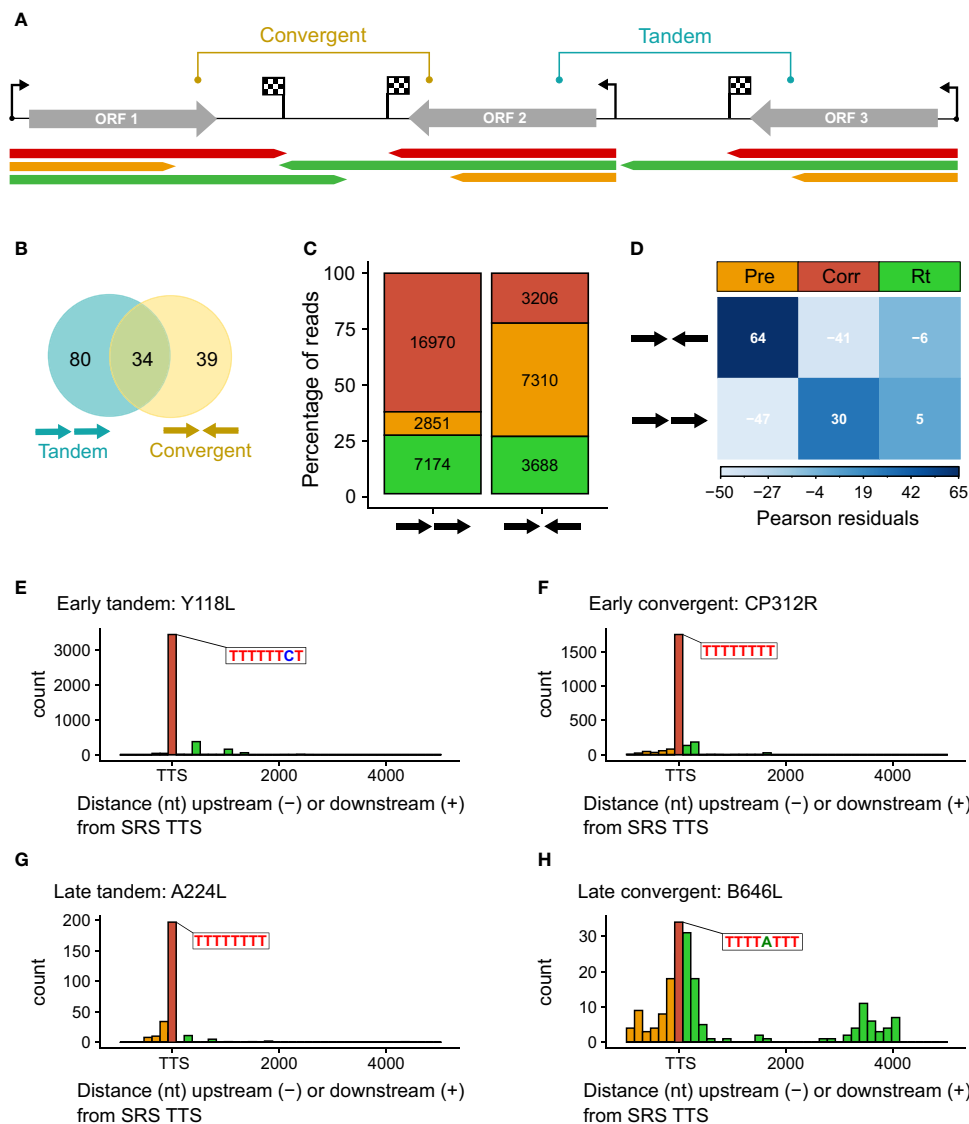 A
Convergent
Tandem
ORF 1
ORF 2
ORF 3
B
80
34
39
Tandem
Convergent
C
Percentage of reads
100
75
50
25
0
16970
2851
7174
3206
7310
3688
D
Pre
Corr
Rt
64
−41
−6
−47
30
5
−50
−27
−4
19
42
65
Pearson residuals
E
Early tandem: Y118L
count
3000
2000
1000
0
TTTTTTCT
TTS
2000
4000
Distance (nt) upstream (−) or downstream (+)
from SRS TTS
F
Early convergent: CP312R
count
1500
1000
500
0
TTTTTTTT
TTS
2000
4000
Distance (nt) upstream (−) or downstream (+)
from SRS TTS
G
Late tandem: A224L
count
200
150
100
50
0
TTTTTTTT
TTS
2000
4000
Distance (nt) upstream (−) or downstream (+)
from SRS TTS
H
Late convergent: B646L
count
30
20
10
0
TTTTATTT
TTS
2000
4000
Distance (nt) upstream (−) or downstream (+)
from SRS TTS